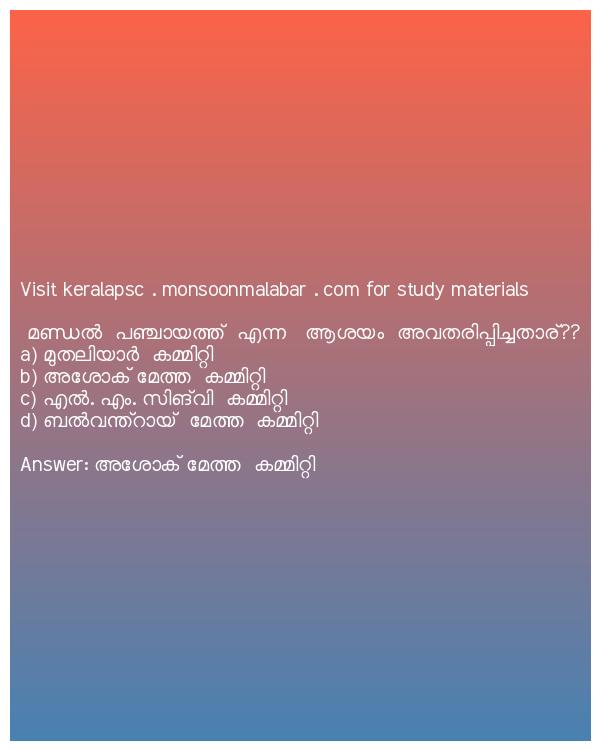 Visit keralapsc . monsoonmalabar . com for study materials
മണ്ഡൽ പഞ്ചായത്ത് എന്ന ആശയം അവതരിപ്പിച്ചതാര്??
a) മുതലിയാർ കമ്മിറ്റി
b) അശോക് മേത്ത കമ്മിറ്റി
c) എൽ. എം. സിങ്‌വി കമ്മിറ്റി
d) ബൽവന്ത്റായ് മേത്ത കമ്മിറ്റി
Answer: അശോക് മേത്ത കമ്മിറ്റി